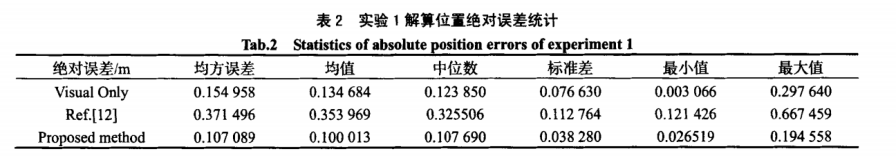 表 2 实验 1 解算位置绝对误差统计
Tab.2 Statistics of absolute position errors of experiment 1
绝对误差/m 均方误差 均值 中位数 标准差 最小值 最大值
Visual Only 0.154 958 0.134 684 0.123 850 0.076 630 0.003 066 0.297 640
Ref.[12] 0.371 496 0.353 969 0.325506 0.112 764 0.121 426 0.667 459
Proposed method 0.107 089 0.100 013 0.107 690 0.038 280 0.026519 0.194 558